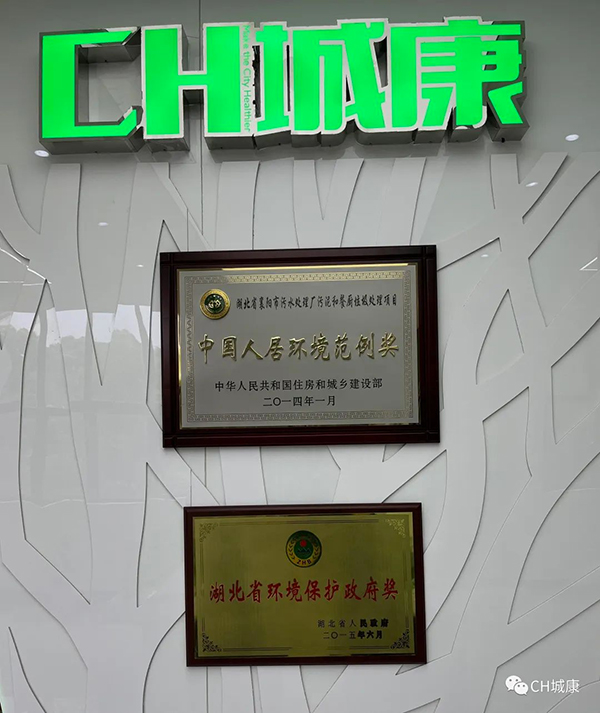 CH城康
Make the City Healthier
湖北省襄阳市污水处理厂污泥和餐厨垃圾处理项目
中国人居环境范例奖
中华人民共和国住房和城乡建设部
二〇一四年一月
湖北省环境保护政府奖
湖北省人民政府
二〇一五年六月
CH城康